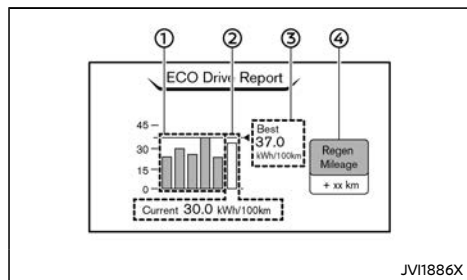 ① ② ③ ④
ECO Drive Report
45
30
15
0
Best
37.0
kWh/100km
Regen
Mileage
+ xx km
Current 30.0 kWh/100km
JVI1886X